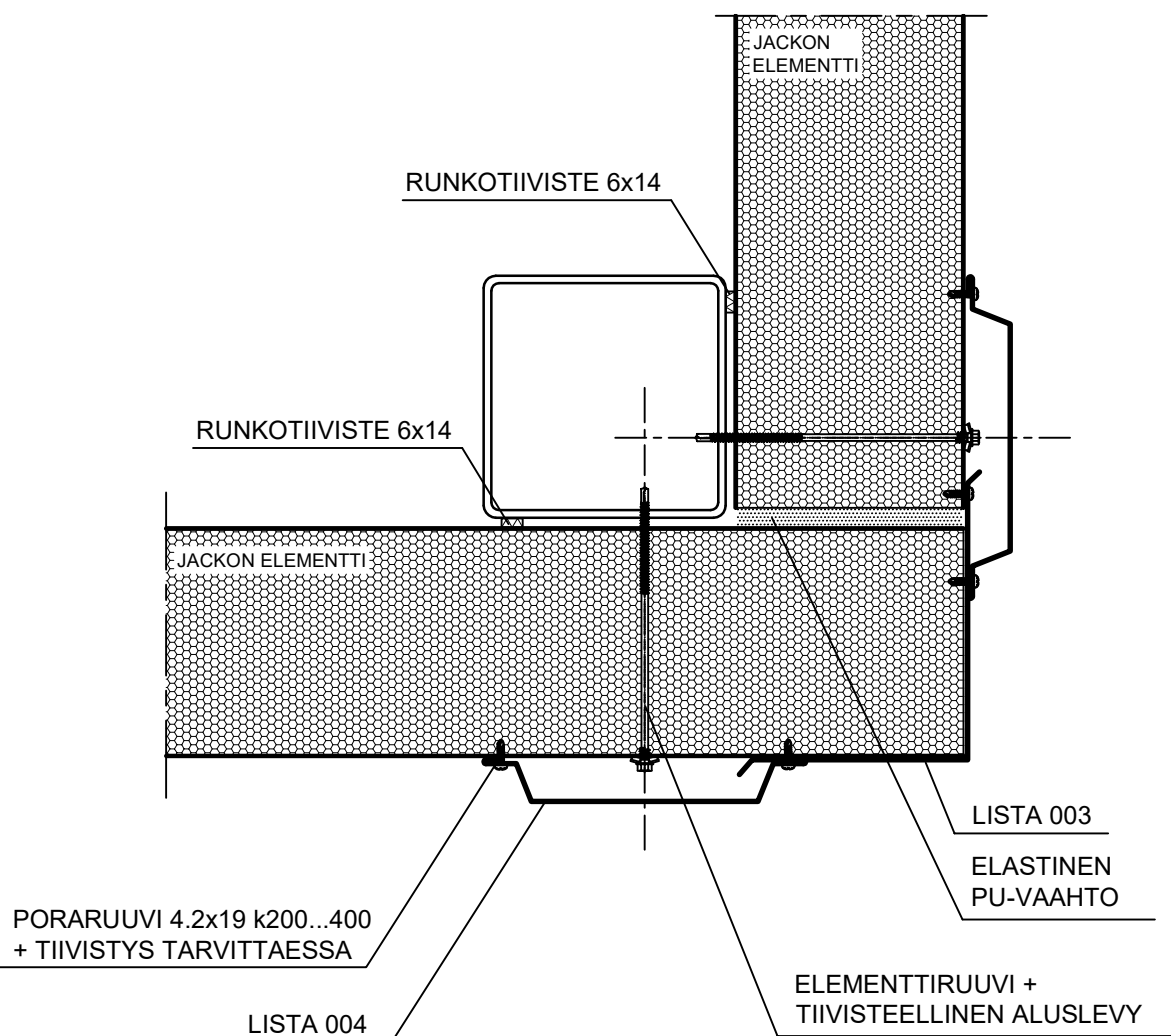 JACKON
ELEMENTTI
RUNKOTIIVISTE 6x14
RUNKOTIIVISTE 6x14
JACKON ELEMENTTI
LISTA 003
ELASTINEN
PU-VAAHTO
PORARUUVI 4.2x19 k200...400
+ TIIVISTYS TARVITTAESSA
ELEMENTTIRUUVI +
TIIVISTEELLINEN ALUSLEVY
LISTA 004